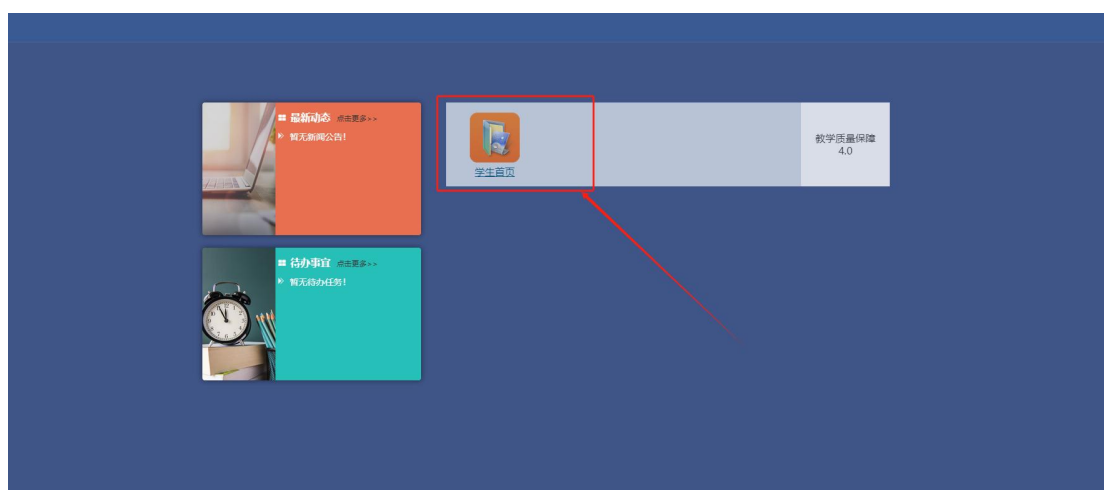 最新动态 点击更多>>
暂无新闻公告！
待办事宜 点击更多>>
暂无待办任务！
学生首页
教学质量保障
4.0